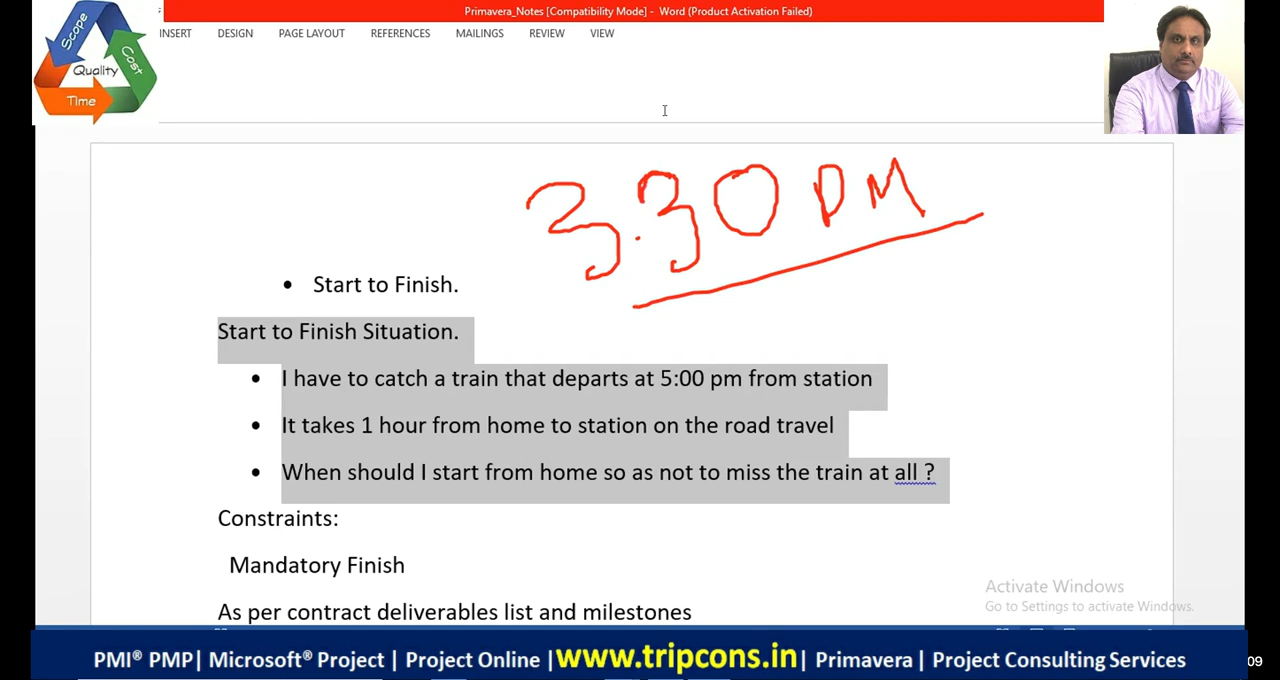 Primavera_Notes [Compatibility Mode] - Word (Product Activation Failed)
INSERT DESIGN PAGE LAYOUT REFERENCES MAILINGS REVIEW VIEW
Scope
Cost
Quality
Time
3.30 PM
• Start to Finish.
Start to Finish Situation.
• I have to catch a train that departs at 5:00 pm from station
• It takes 1 hour from home to station on the road travel
• When should I start from home so as not to miss the train at all ?
Constraints:
Mandatory Finish
As per contract deliverables list and milestones
Activate Windows
Go to Settings to activate Windows.
PMI® PMP| Microsoft® Project | Project Online |www.tripcons.in| Primavera | Project Consulting Services
09